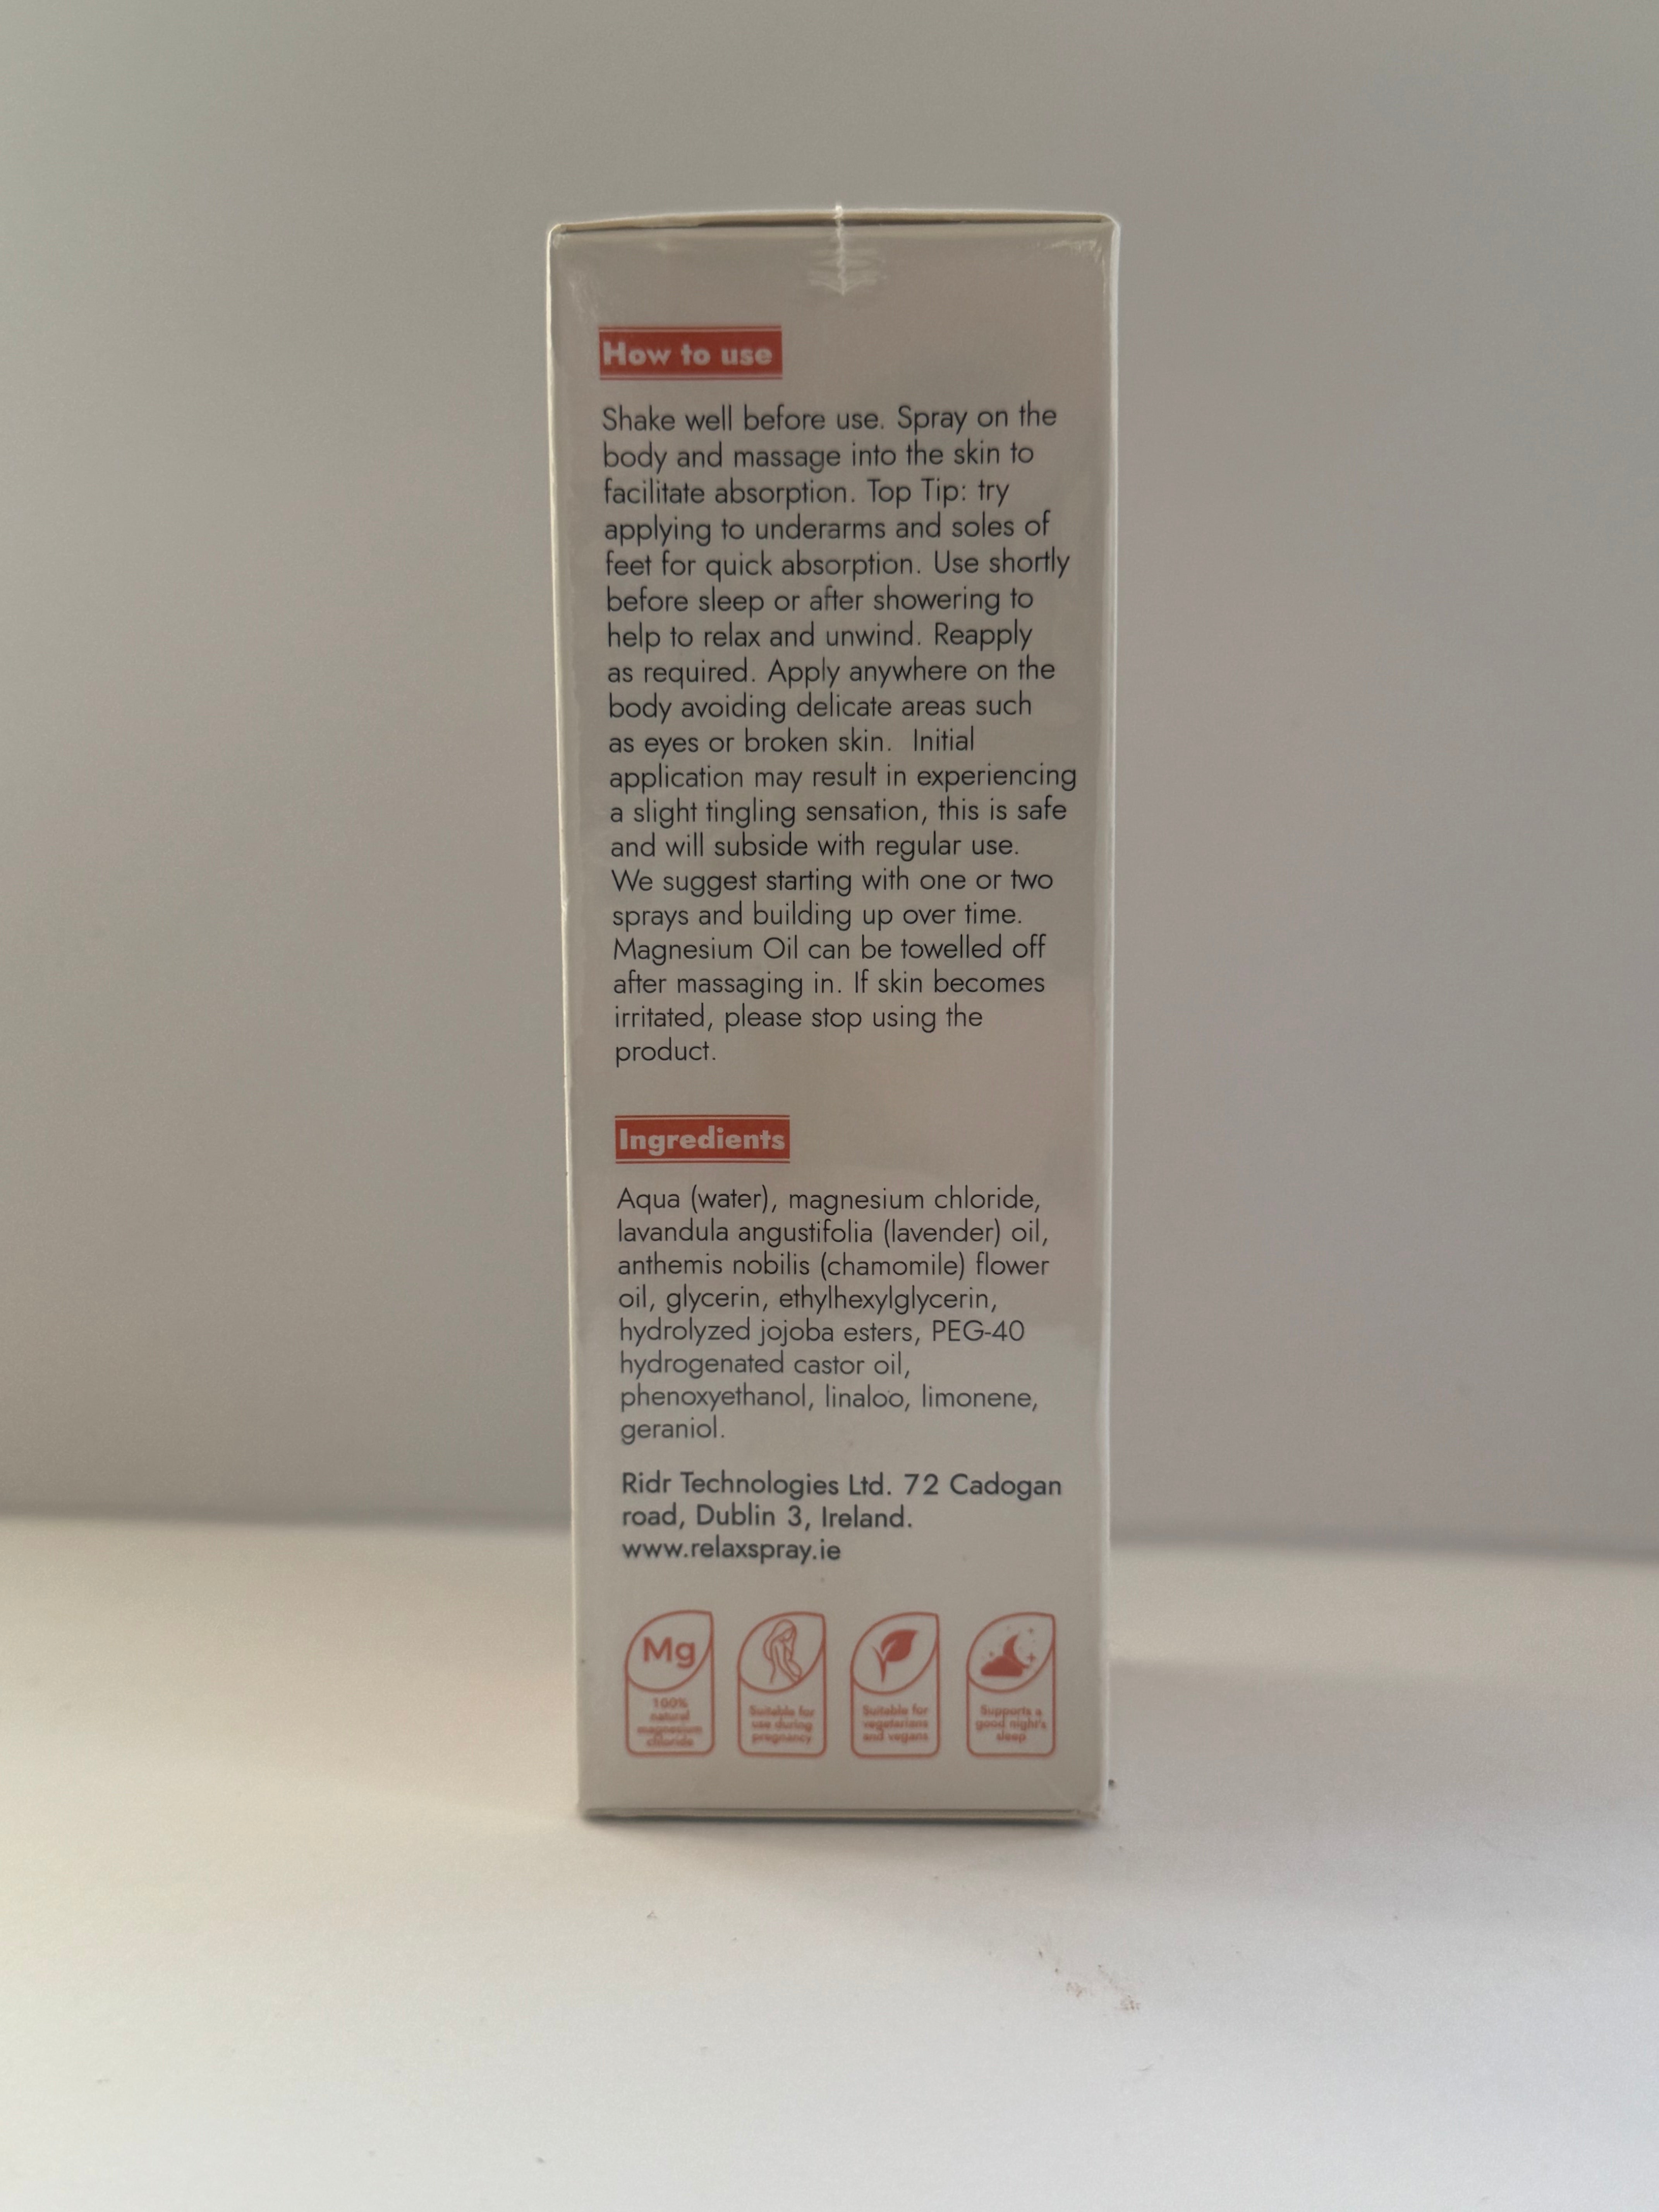 How to use
Shake well before use. Spray on the
body and massage into the skin to
facilitate absorption. Top Tip: try
applying to underarms and soles of
feet for quick absorption. Use shortly
before sleep or after showering to
help to relax and unwind. Reapply
as required. Apply anywhere on the
body avoiding delicate areas such
as eyes or broken skin.  Initial
application may result in experiencing
a slight tingling sensation, this is safe
and will subside with regular use.
We suggest starting with one or two
sprays and building up over time.
Magnesium Oil can be towelled off
after massaging in. If skin becomes
irritated, please stop using the
product.
Ingredients
Aqua (water), magnesium chloride,
lavandula angustifolia (lavender) oil,
anthemis nobilis (chamomile) flower
oil, glycerin, ethylhexylglycerin,
hydrolyzed jojoba esters, PEG-40
hydrogenated castor oil,
phenoxyethanol, linaloo, limonene,
geraniol.
Ridr Technologies Ltd. 72 Cadogan
road, Dublin 3, Ireland.
www.relaxspray.ie
Mg
100%
natural
magnesium
chloride
Suitable for
use during
pregnancy
Suitable for
vegetarians
and vegans
Supports a
good night's
sleep